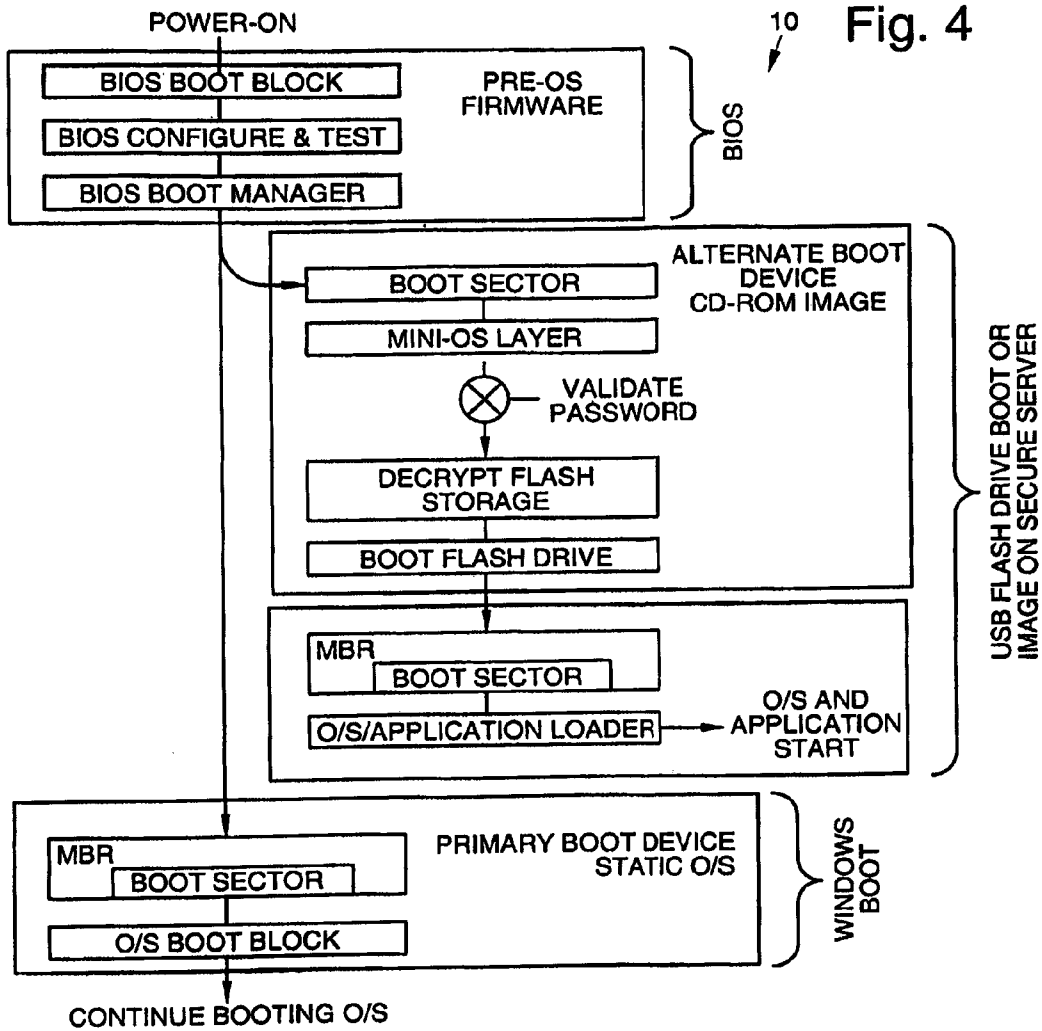 POWER-ON
10
Fig. 4
BIOS BOOT BLOCK
BIOS CONFIGURE & TEST
BIOS BOOT MANAGER
PRE-OS
FIRMWARE
BIOS
ALTERNATE BOOT
DEVICE
CD-ROM IMAGE
BOOT SECTOR
MINI-OS LAYER
VALIDATE
PASSWORD
DECRYPT FLASH
STORAGE
BOOT FLASH DRIVE
MBR
BOOT SECTOR
O/S/APPLICATION LOADER
O/S AND
APPLICATION
START
USB FLASH DRIVE BOOT OR
IMAGE ON SECURE SERVER
PRIMARY BOOT DEVICE
STATIC O/S
MBR
BOOT SECTOR
O/S BOOT BLOCK
WINDOWS
BOOT
CONTINUE BOOTING O/S